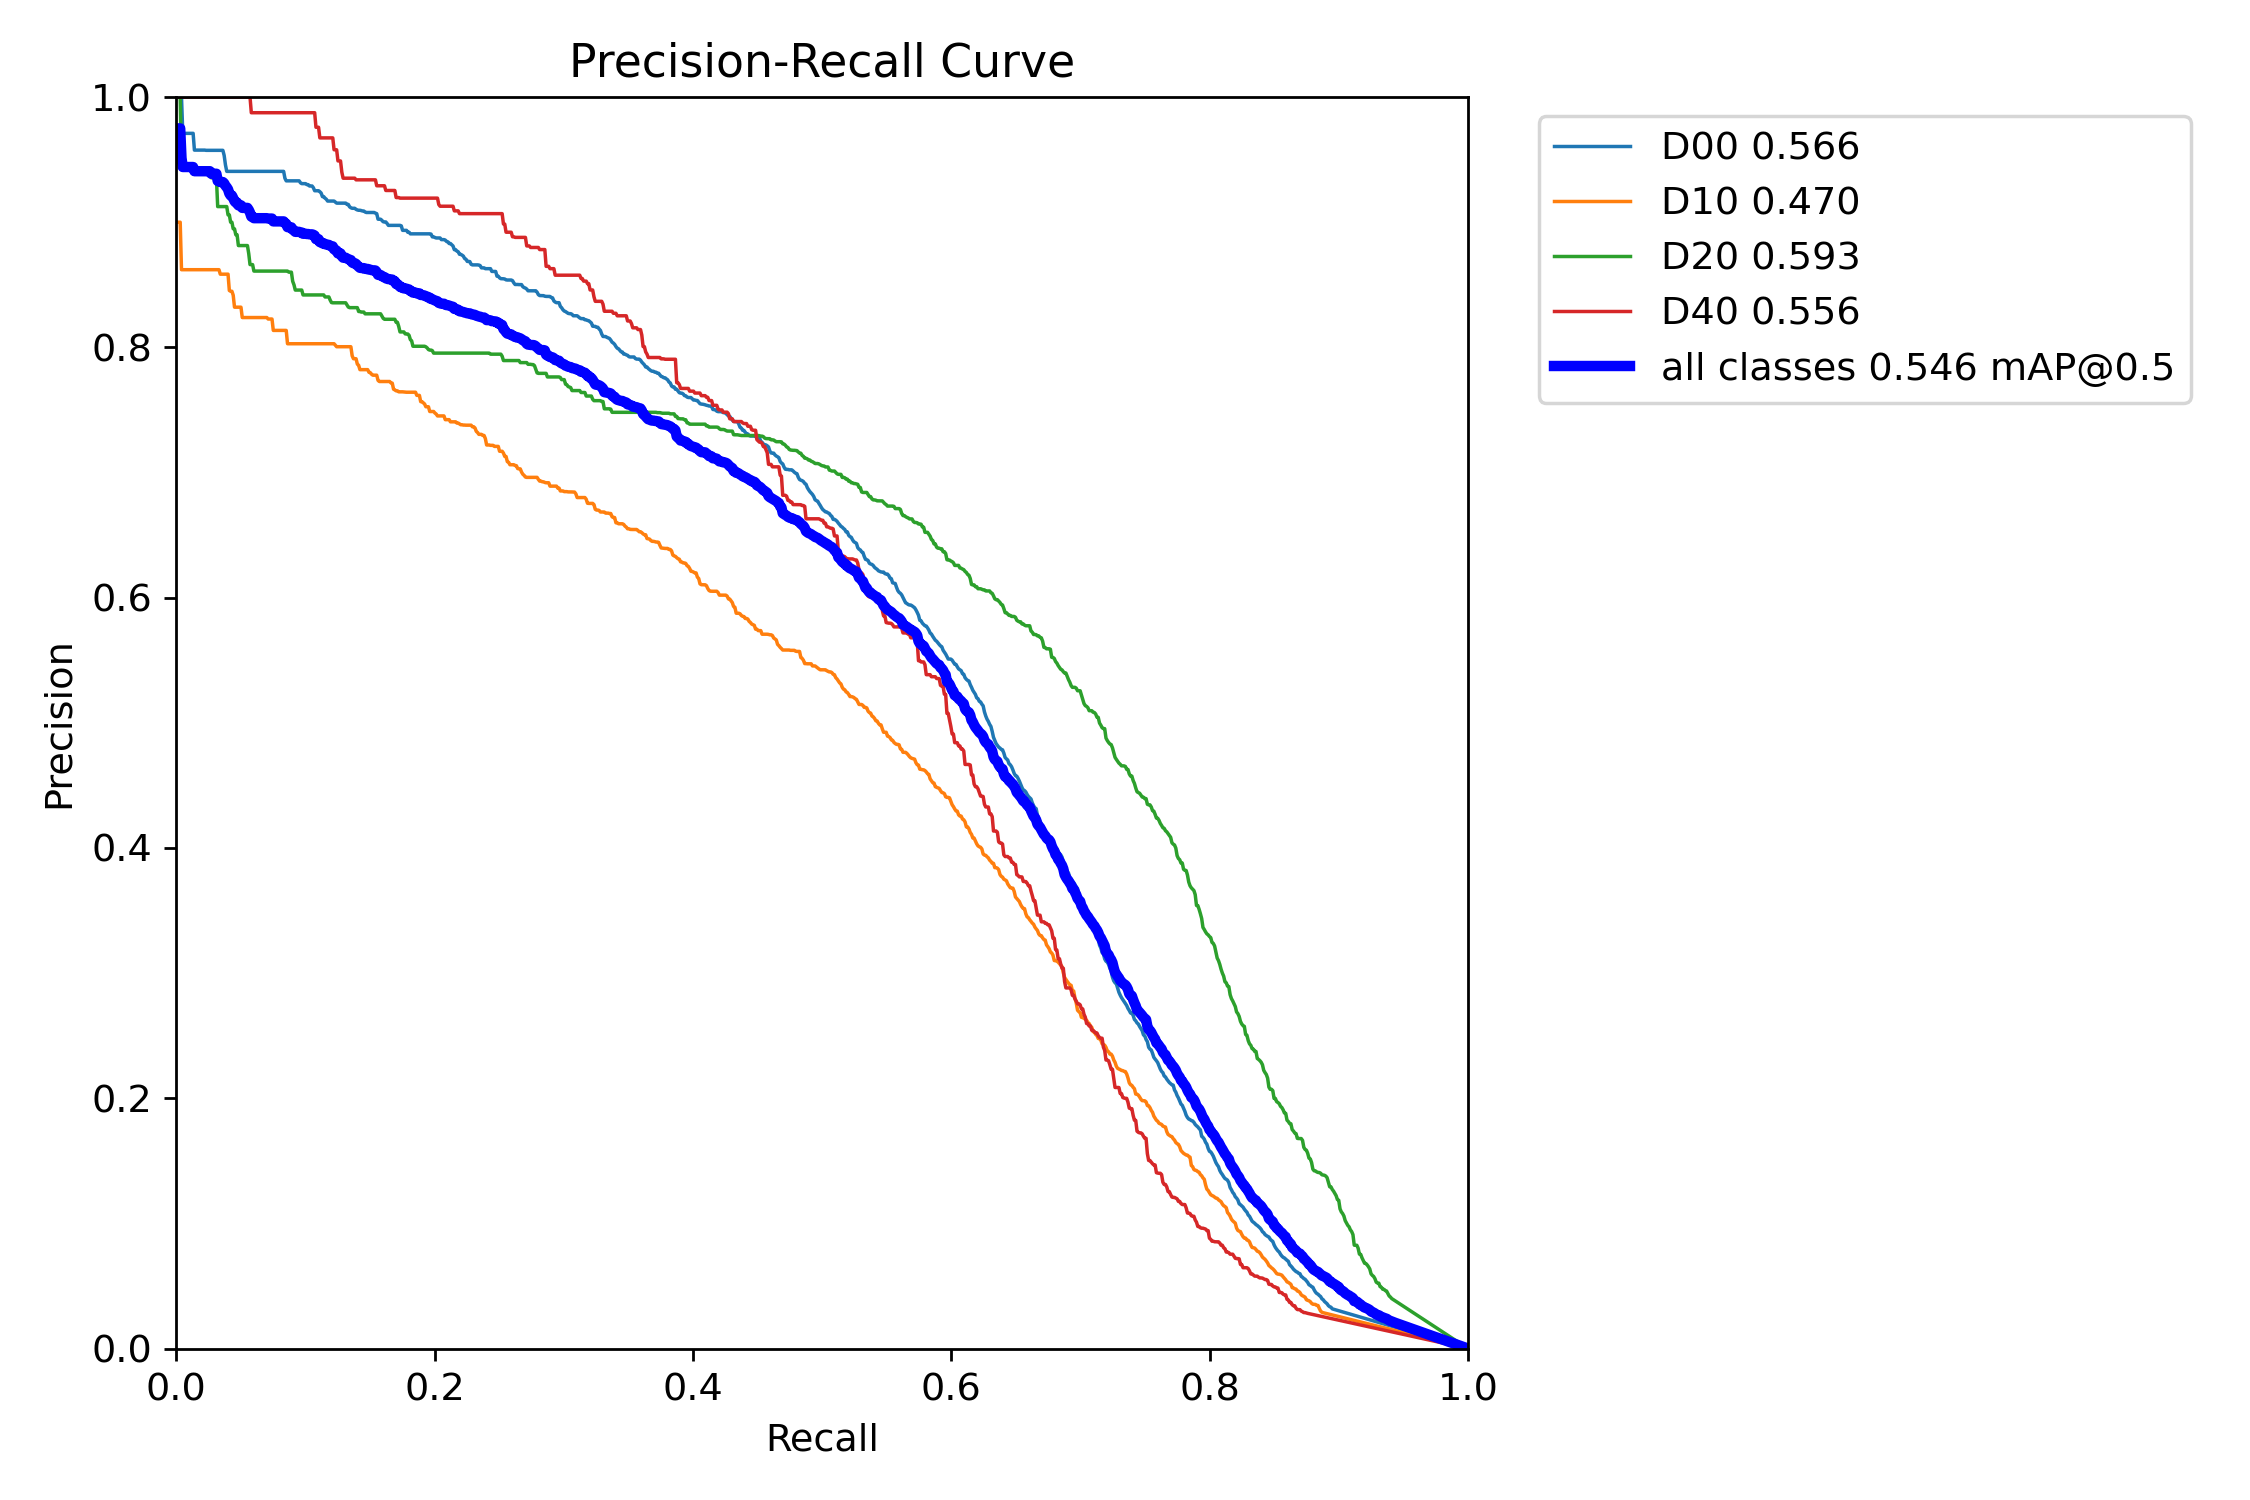 Precision-Recall Curve
1.0
0.8
0.6
0.4
0.2
0.0
Precision
0.0 0.2 0.4 0.6 0.8 1.0
Recall
D00 0.566
D10 0.470
D20 0.593
D40 0.556
all classes 0.546 mAP@0.5